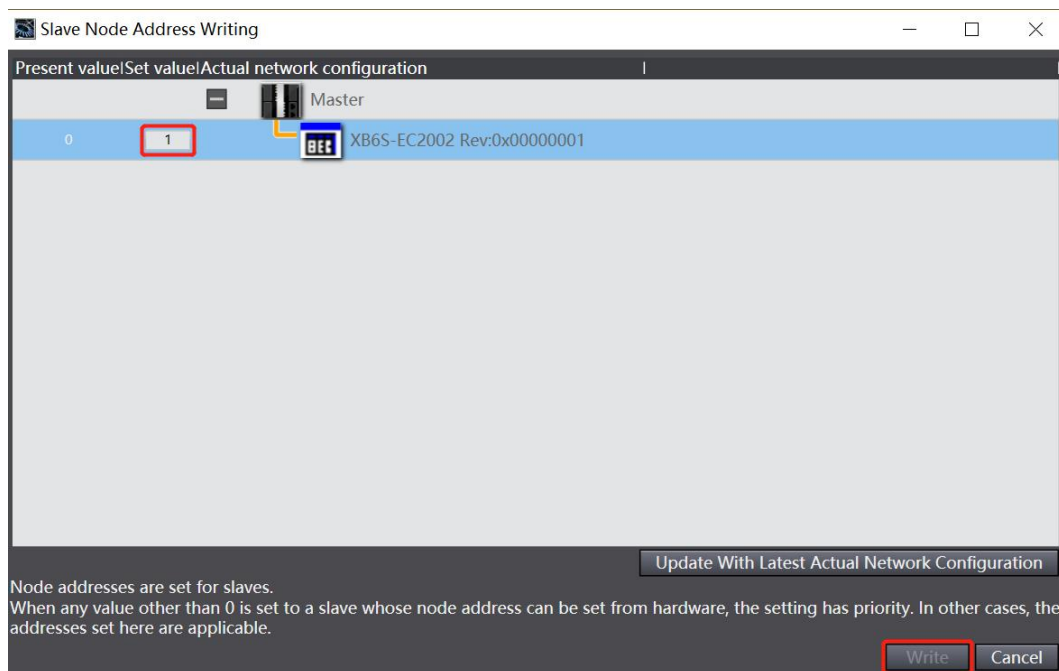 Slave Node Address Writing
Present value|Set value|Actual network configuration
Master
0 1 XB6S-EC2002 Rev:0x00000001
Update With Latest Actual Network Configuration
Node addresses are set for slaves.
When any value other than 0 is set to a slave whose node address can be set from hardware, the setting has priority. In other cases, the
addresses set here are applicable.
Write Cancel